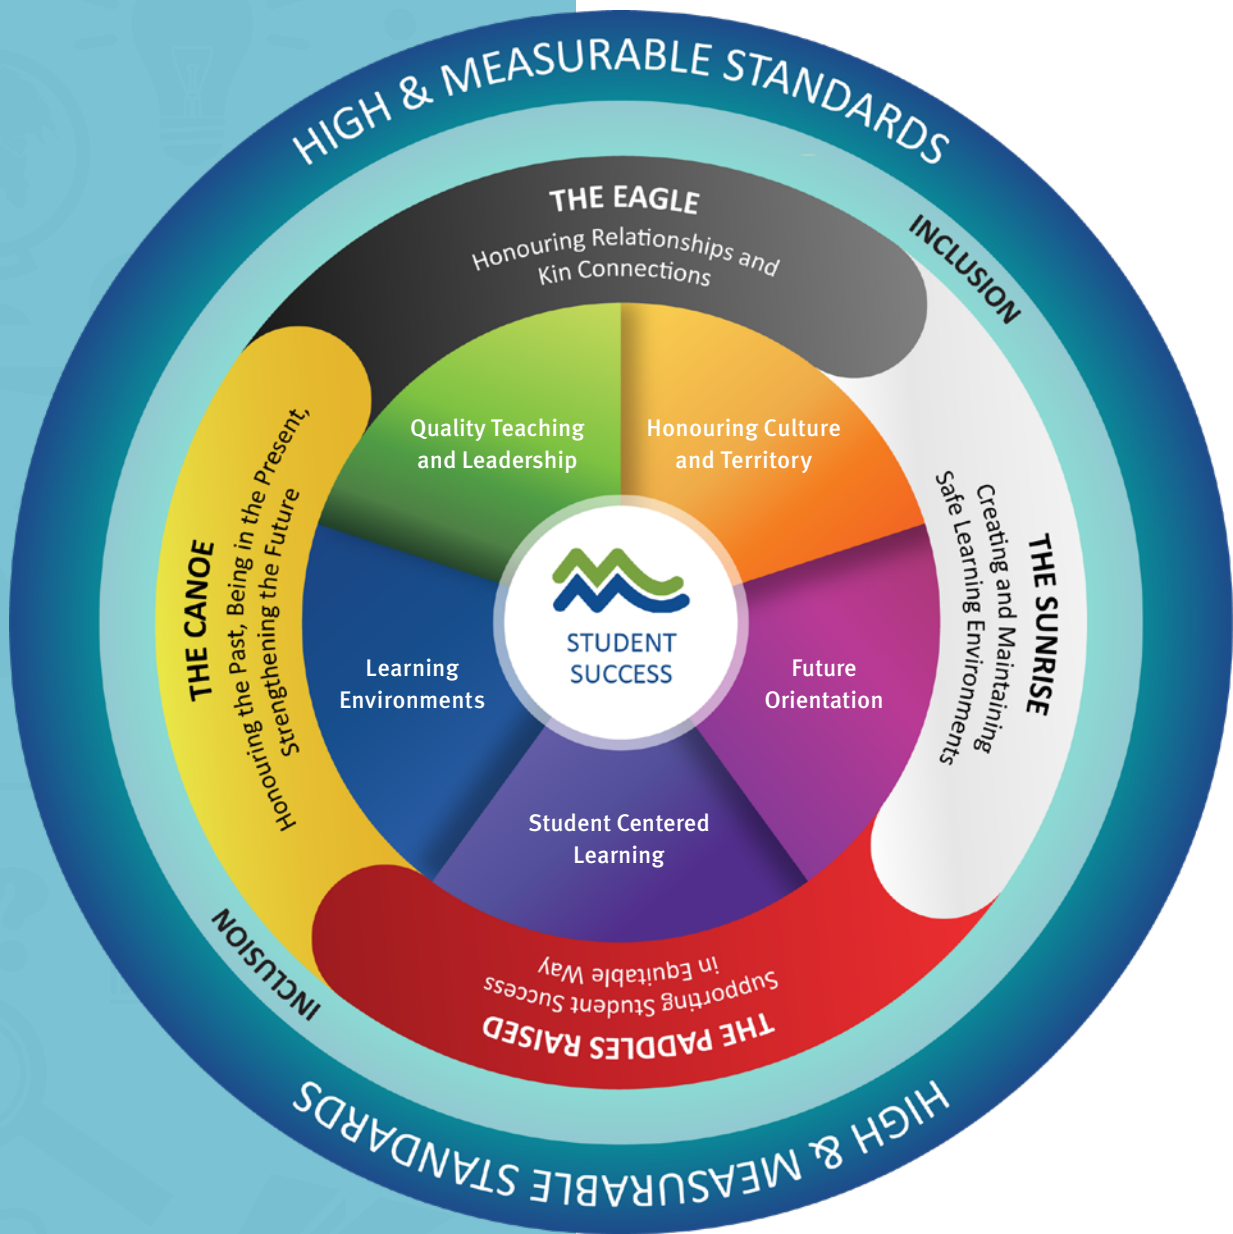 HIGH & MEASURABLE STANDARDS
INCLUSION
THE EAGLE
Honouring Relationships and
Kin Connections
THE SUNRISE
Creating and Maintaining
Safe Learning Environments
THE PADDLES RAISED
Supporting Student Success
in Equitable Way
THE CANOE
Honouring the Past, Being in the Present,
Strengthening the Future
Quality Teaching
and Leadership
Honouring Culture
and Territory
Learning
Environments
Future
Orientation
Student Centered
Learning
STUDENT
SUCCESS
INCLUSION
HIGH & MEASURABLE STANDARDS